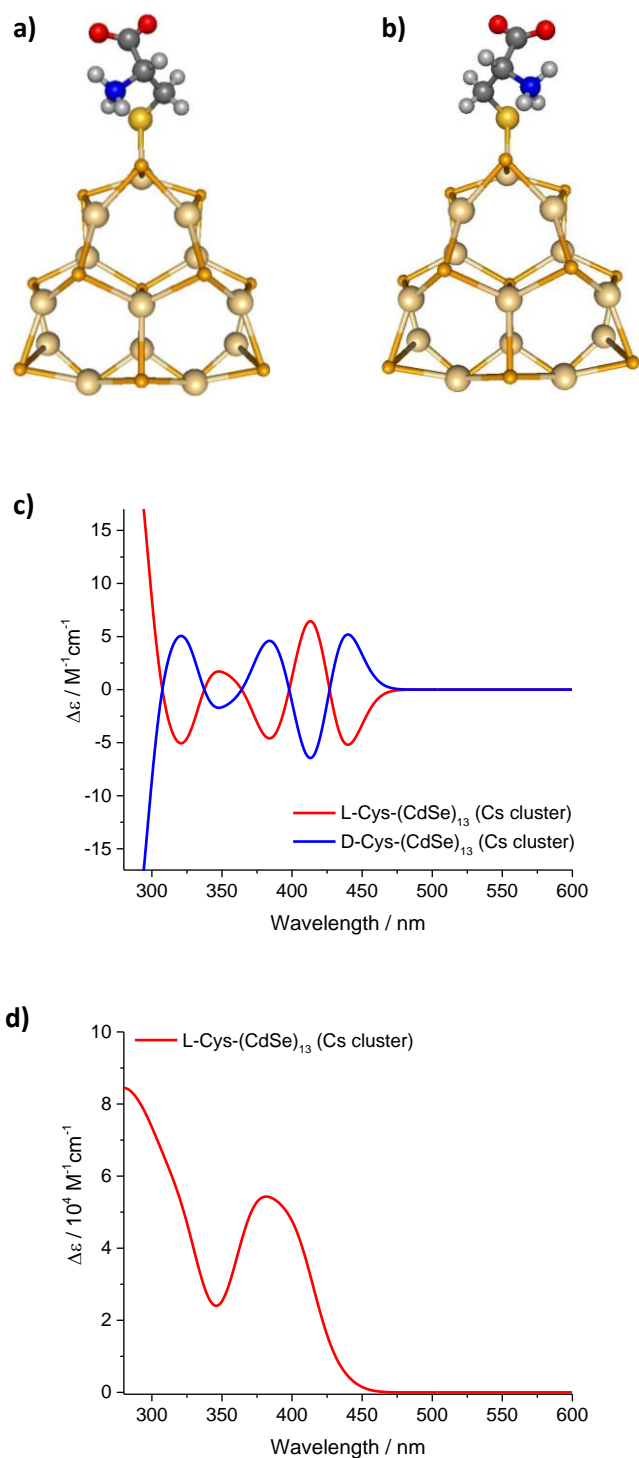 a)
b)
c)
15
10
5
0
-5
-10
-15
Δε / M⁻¹cm⁻¹
L-Cys-(CdSe)₁₃ (Cs cluster)
D-Cys-(CdSe)₁₃ (Cs cluster)
300 350 400 450 500 550 600
Wavelength / nm
d)
10
8
6
4
2
0
Δε / 10⁴ M⁻¹cm⁻¹
L-Cys-(CdSe)₁₃ (Cs cluster)
300 350 400 450 500 550 600
Wavelength / nm